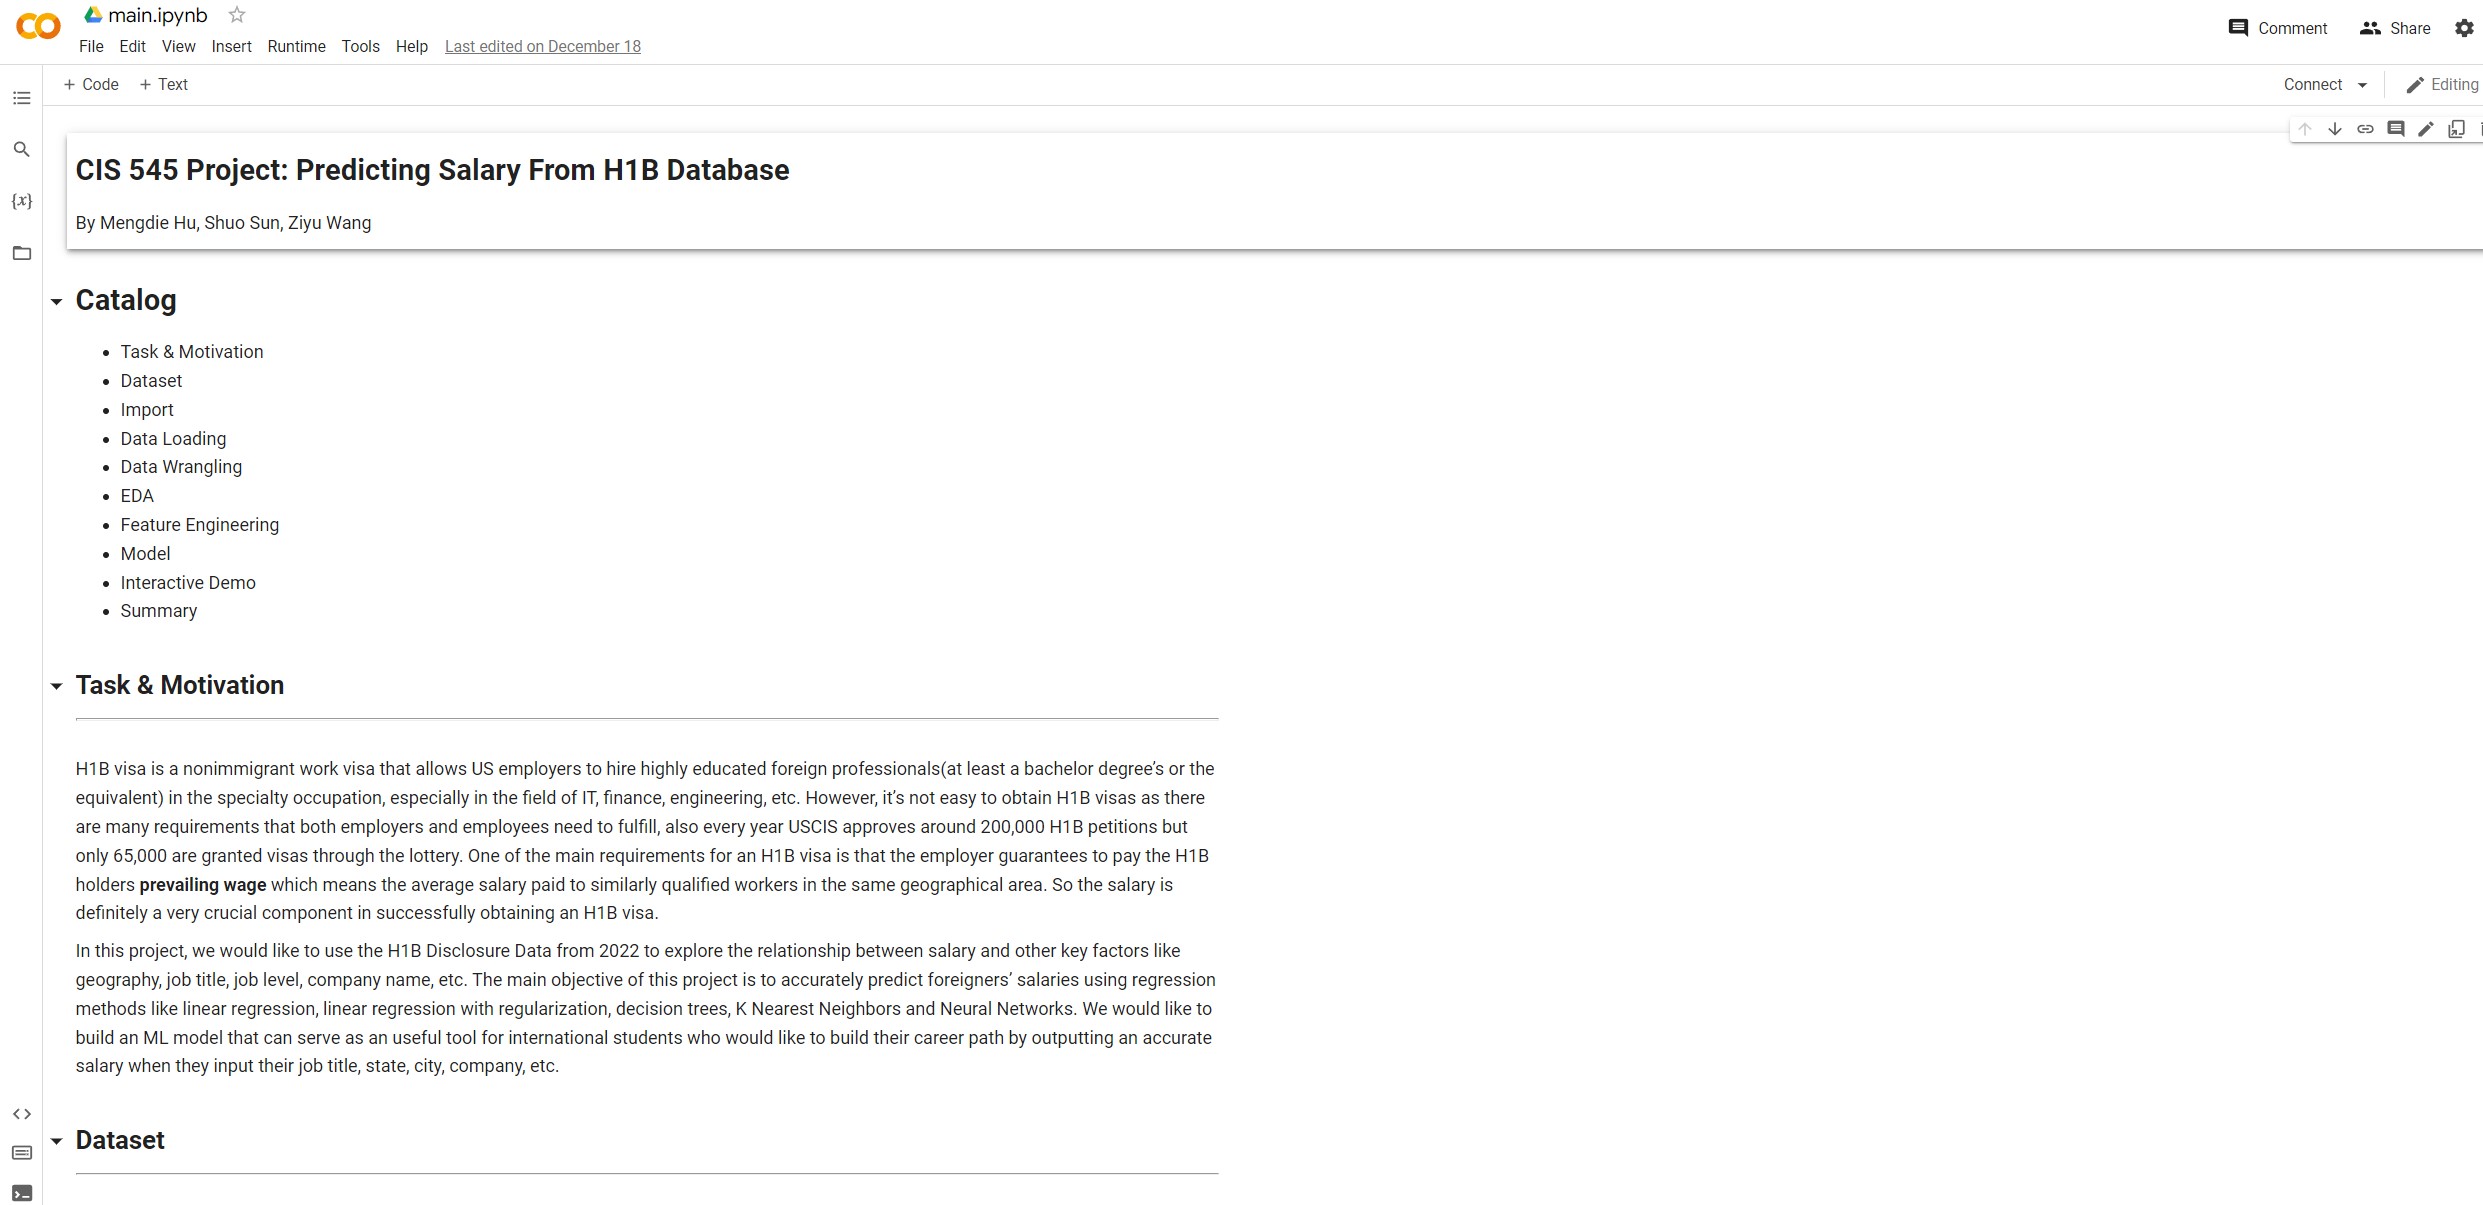 main.ipynb
File Edit View Insert Runtime Tools Help Last edited on December 18
Comment Share
+ Code + Text
Connect Editing
{x}
CIS 545 Project: Predicting Salary From H1B Database
By Mengdie Hu, Shuo Sun, Ziyu Wang
Catalog
• Task & Motivation
• Dataset
• Import
• Data Loading
• Data Wrangling
• EDA
• Feature Engineering
• Model
• Interactive Demo
• Summary
Task & Motivation
H1B visa is a nonimmigrant work visa that allows US employers to hire highly educated foreign professionals(at least a bachelor degree’s or the
equivalent) in the specialty occupation, especially in the field of IT, finance, engineering, etc. However, it’s not easy to obtain H1B visas as there
are many requirements that both employers and employees need to fulfill, also every year USCIS approves around 200,000 H1B petitions but
only 65,000 are granted visas through the lottery. One of the main requirements for an H1B visa is that the employer guarantees to pay the H1B
holders prevailing wage which means the average salary paid to similarly qualified workers in the same geographical area. So the salary is
definitely a very crucial component in successfully obtaining an H1B visa.
In this project, we would like to use the H1B Disclosure Data from 2022 to explore the relationship between salary and other key factors like
geography, job title, job level, company name, etc. The main objective of this project is to accurately predict foreigners’ salaries using regression
methods like linear regression, linear regression with regularization, decision trees, K Nearest Neighbors and Neural Networks. We would like to
build an ML model that can serve as an useful tool for international students who would like to build their career path by outputting an accurate
salary when they input their job title, state, city, company, etc.
Dataset